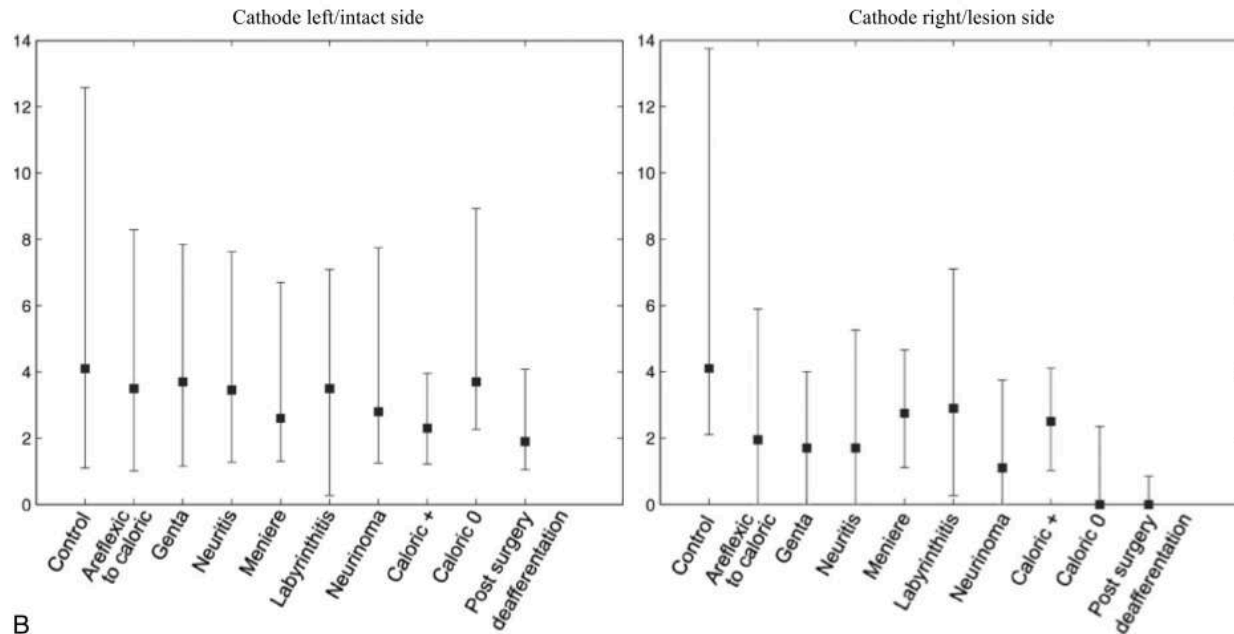 Cathode left/intact side
14
12
10
8
6
4
2
0
Control
Areflexic
to caloric
Genta
Neuritis
Meniere
Labyrinthitis
Neurinoma
Caloric +
Caloric 0
Post surgery
deafferentation
Cathode right/lesion side
14
12
10
8
6
4
2
0
Control
Areflexic
to caloric
Genta
Neuritis
Meniere
Labyrinthitis
Neurinoma
Caloric +
Caloric 0
Post surgery
deafferentation
B